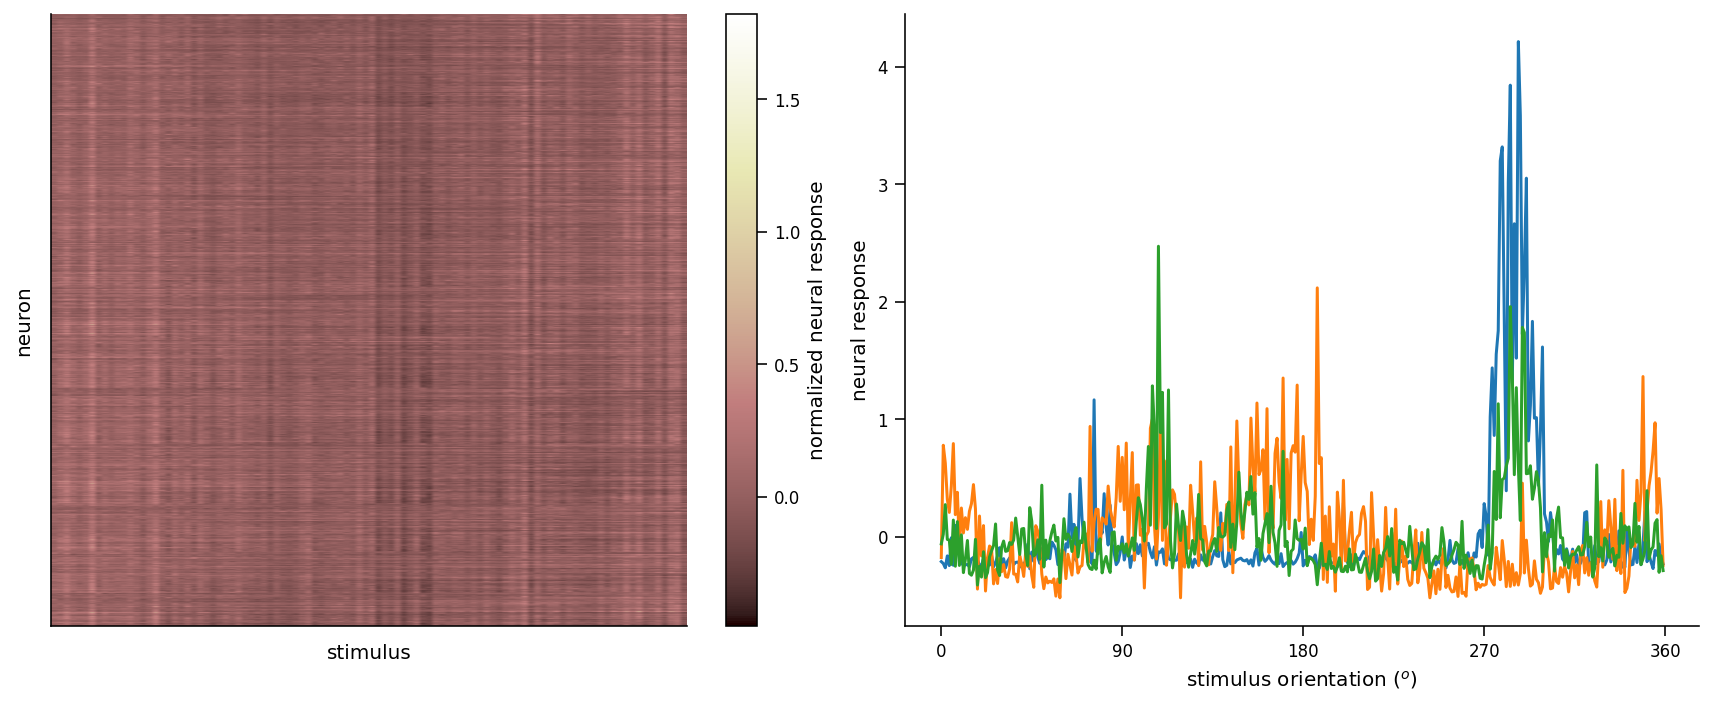 neuron
stimulus
1.5
1.0
0.5
0.0
normalized neural response
neural response
4
3
2
1
0
0 90 180 270 360
stimulus orientation (o)